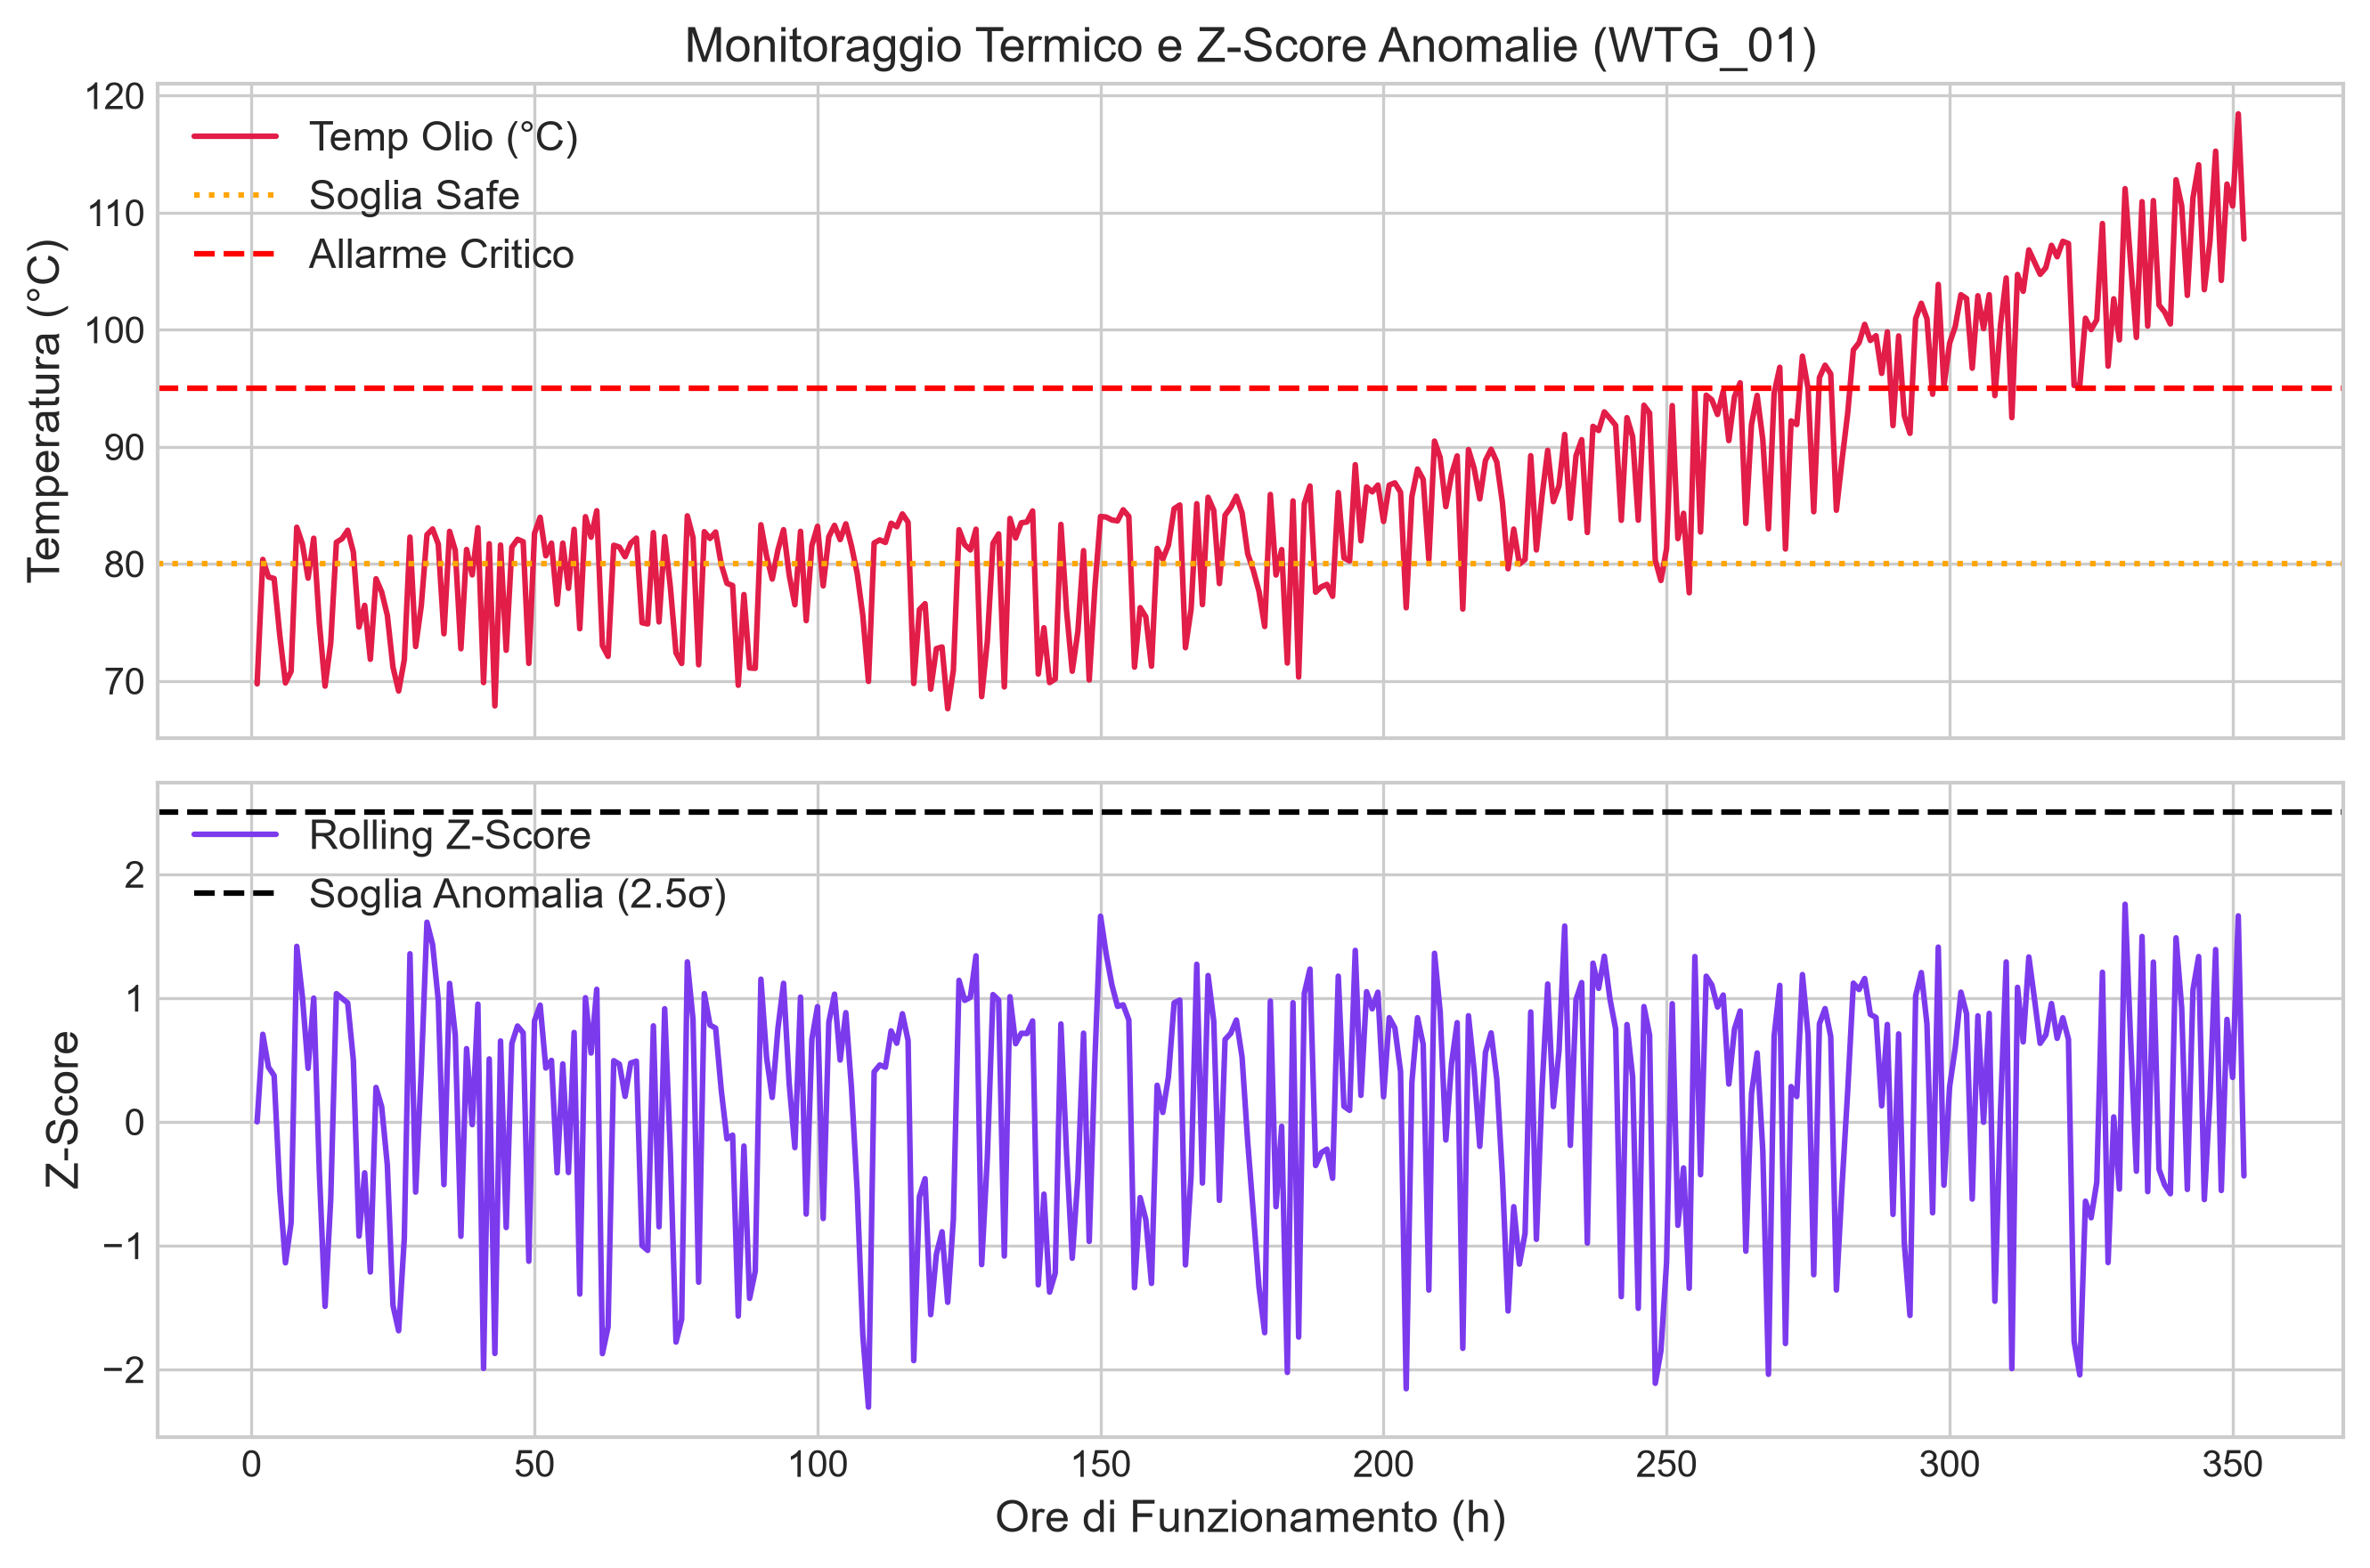 Monitoraggio Termico e Z-Score Anomalie (WTG_01)
Temperatura (°C)
120
110
100
90
80
70
Temp Olio (°C)
Soglia Safe
Allarme Critico
Z-Score
2
1
0
−1
−2
Rolling Z-Score
Soglia Anomalia (2.5σ)
0 50 100 150 200 250 300 350
Ore di Funzionamento (h)